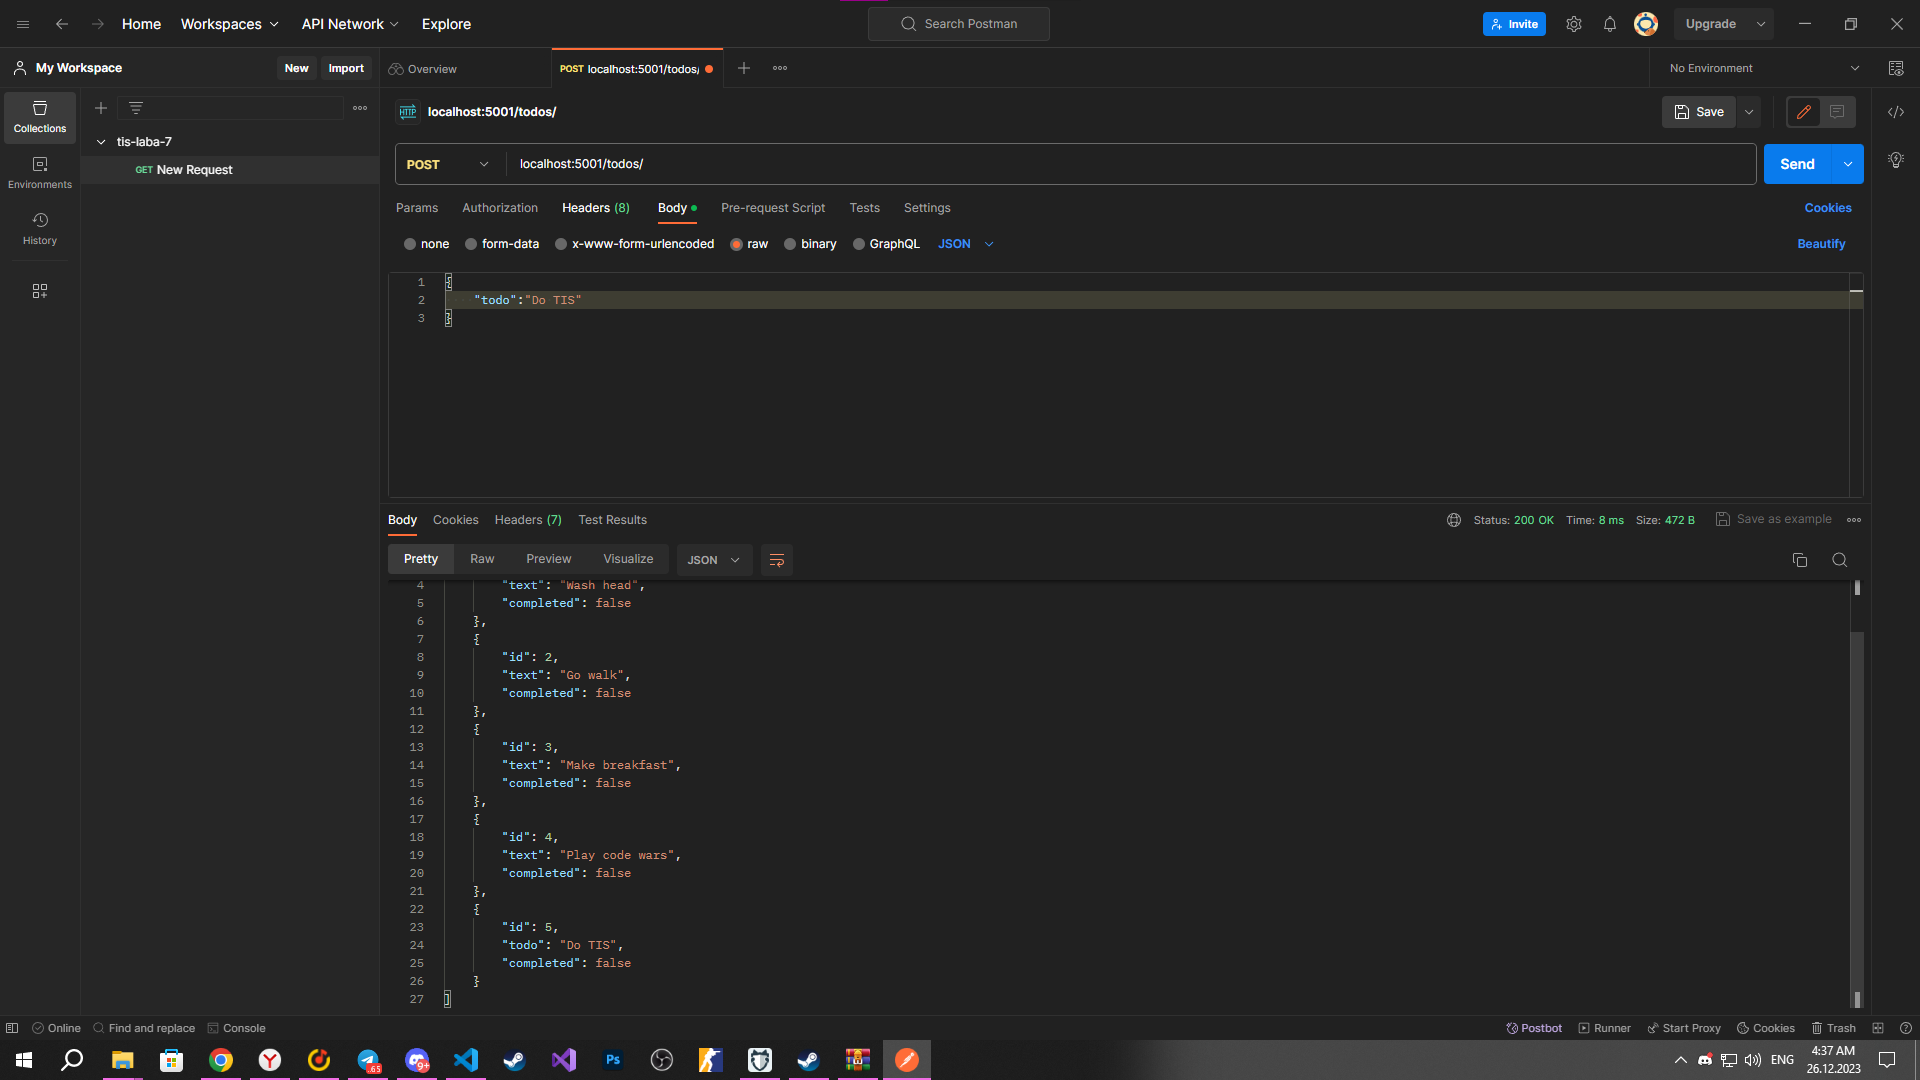 Home Workspaces API Network Explore Search Postman Invite Upgrade
My Workspace New Import Overview POST localhost:5001/todos/ No Environment
Collections
Environments
History
tis-laba-7
GET New Request
HTTP localhost:5001/todos/ Save
POST localhost:5001/todos/ Send
Params Authorization Headers (8) Body Pre-request Script Tests Settings Cookies
none form-data x-www-form-urlencoded raw binary GraphQL JSON Beautify
1 {
2 "todo":"Do TIS"
3 }
Body Cookies Headers (7) Test Results Status: 200 OK Time: 8 ms Size: 472 B Save as example
Pretty Raw Preview Visualize JSON
4 "text": "Wash head",
5 "completed": false
6 },
7 {
8 "id": 2,
9 "text": "Go walk",
10 "completed": false
11 },
12 {
13 "id": 3,
14 "text": "Make breakfast",
15 "completed": false
16 },
17 {
18 "id": 4,
19 "text": "Play code wars",
20 "completed": false
21 },
22 {
23 "id": 5,
24 "todo": "Do TIS",
25 "completed": false
26 }
27 ]
Online Find and replace Console Postbot Runner Start Proxy Cookies Trash
Y .65 9+ Ps ENG 4:37 AM
26.12.2023